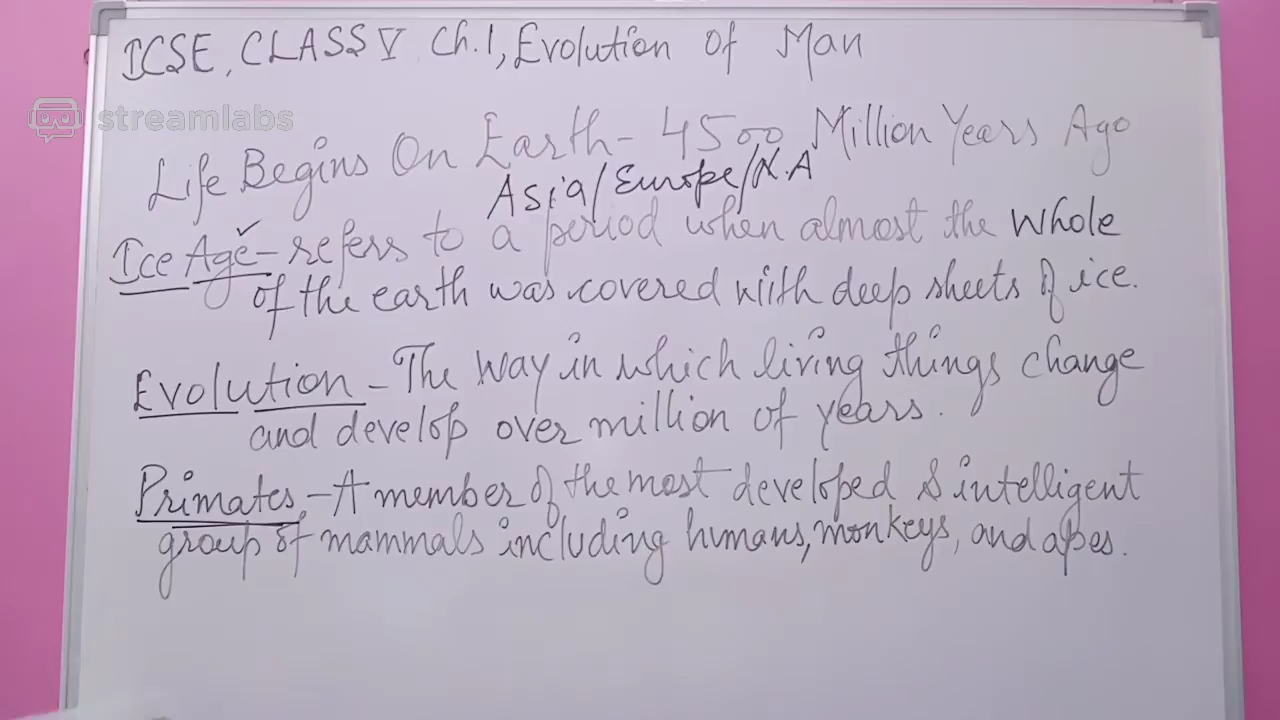 ICSE, CLASS V Ch.1, Evolution Of Man
streamlabs
Life Begins On Earth - 4500 Million Years Ago
Asia/Europe/N.A
Ice Age - refers to a period when almost the whole
of the earth was covered with deep sheets of ice.
Evolution - The way in which living things change
and develop over million of years.
Primates - A member of the most developed & intelligent
group of mammals including humans, monkeys, and apes.